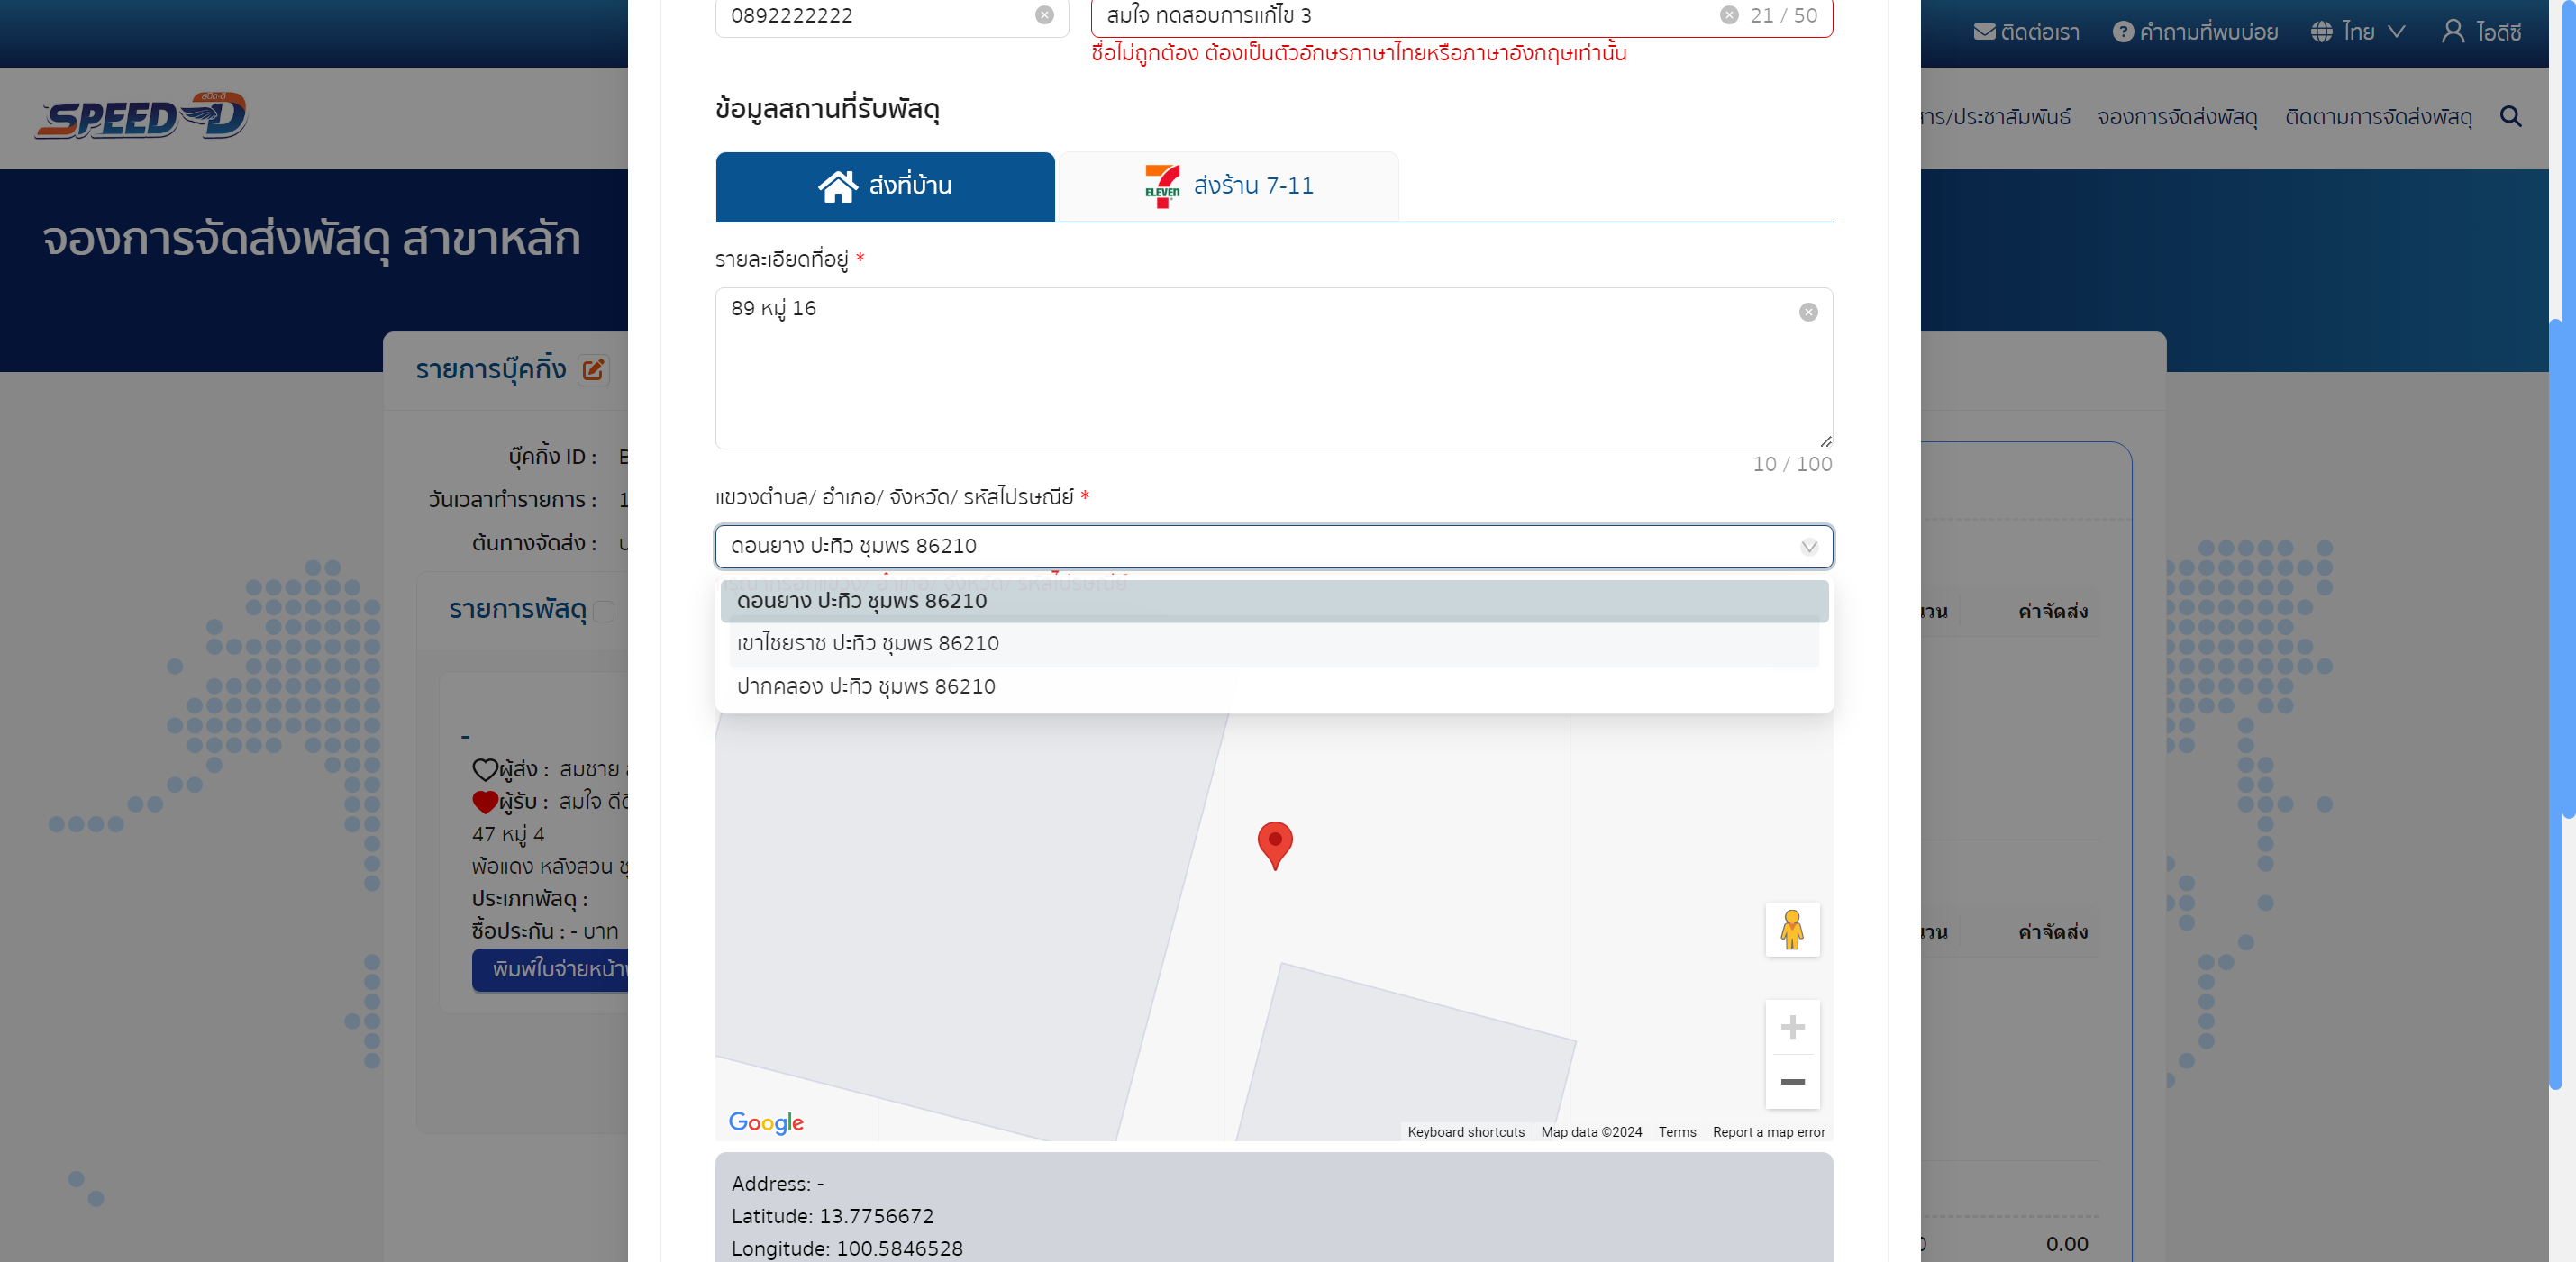 0892222222
สมใจ ทดสอบการแก้ไข 3
21 / 50
ชื่อไม่ถูกต้อง ต้องเป็นตัวอักษรภาษาไทยหรือภาษาอังกฤษเท่านั้น
ติดต่อเรา
คำถามที่พบบ่อย
ไทย
ไอดีซี
SPEED-D
สปีด-ดี
สาร/ประชาสัมพันธ์
จองการจัดส่งพัสดุ
ติดตามการจัดส่งพัสดุ
จองการจัดส่งพัสดุ สาขาหลัก
ข้อมูลสถานที่รับพัสดุ
ส่งที่บ้าน
ELEVEN
ส่งร้าน 7-11
รายละเอียดที่อยู่ *
89 หมู่ 16
10 / 100
แขวงตำบล/ อำเภอ/ จังหวัด/ รหัสไปรษณีย์ *
ดอนยาง ปะทิว ชุมพร 86210
ดอนยาง ปะทิว ชุมพร 86210
เขาไชยราช ปะทิว ชุมพร 86210
ปากคลอง ปะทิว ชุมพร 86210
รายการบุ๊คกิ้ง
บุ๊คกิ้ง ID :
วันเวลาทำรายการ :
ต้นทางจัดส่ง :
รายการพัสดุ
-
ผู้ส่ง : สมชาย
ผู้รับ : สมใจ
47 หมู่ 4
พ้อแดง หลังสวน
ประเภทพัสดุ :
ซื้อประกัน : - บาท
พิมพ์ใบจ่ายหน้า
ค่าจัดส่ง
ค่าจัดส่ง
0.00
Google
Keyboard shortcuts
Map data ©2024
Terms
Report a map error
Address: -
Latitude: 13.7756672
Longitude: 100.5846528